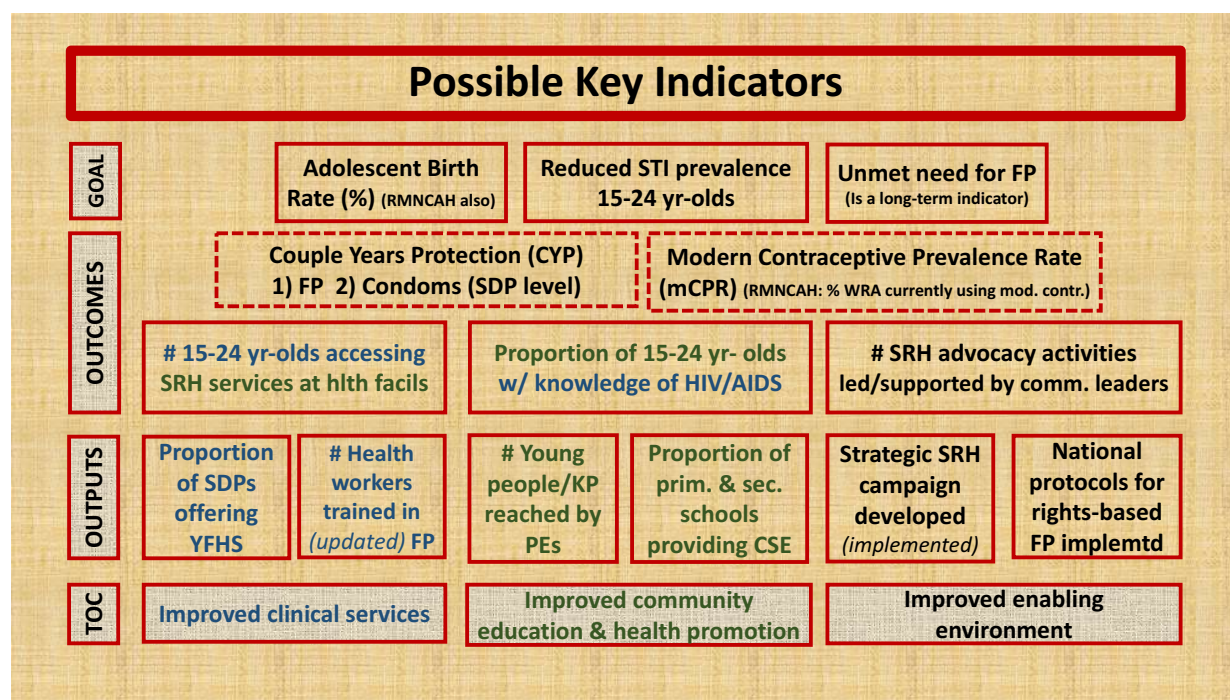 Possible Key Indicators
GOAL
Adolescent Birth
Rate (%) (RMNCAH also)
Reduced STI prevalence
15-24 yr-olds
Unmet need for FP
(Is a long-term indicator)
OUTCOMES
Couple Years Protection (CYP)
1) FP 2) Condoms (SDP level)
Modern Contraceptive Prevalence Rate
(mCPR) (RMNCAH: % WRA currently using mod. contr.)
# 15-24 yr-olds accessing
SRH services at hlth facils
Proportion of 15-24 yr- olds
w/ knowledge of HIV/AIDS
# SRH advocacy activities
led/supported by comm. leaders
OUTPUTS
Proportion
of SDPs
offering
YFHS
# Health
workers
trained in
(updated) FP
# Young
people/KP
reached by
PEs
Proportion of
prim. & sec.
schools
providing CSE
Strategic SRH
campaign
developed
(implemented)
National
protocols for
rights-based
FP implemtd
TOC
Improved clinical services
Improved community
education & health promotion
Improved enabling
environment